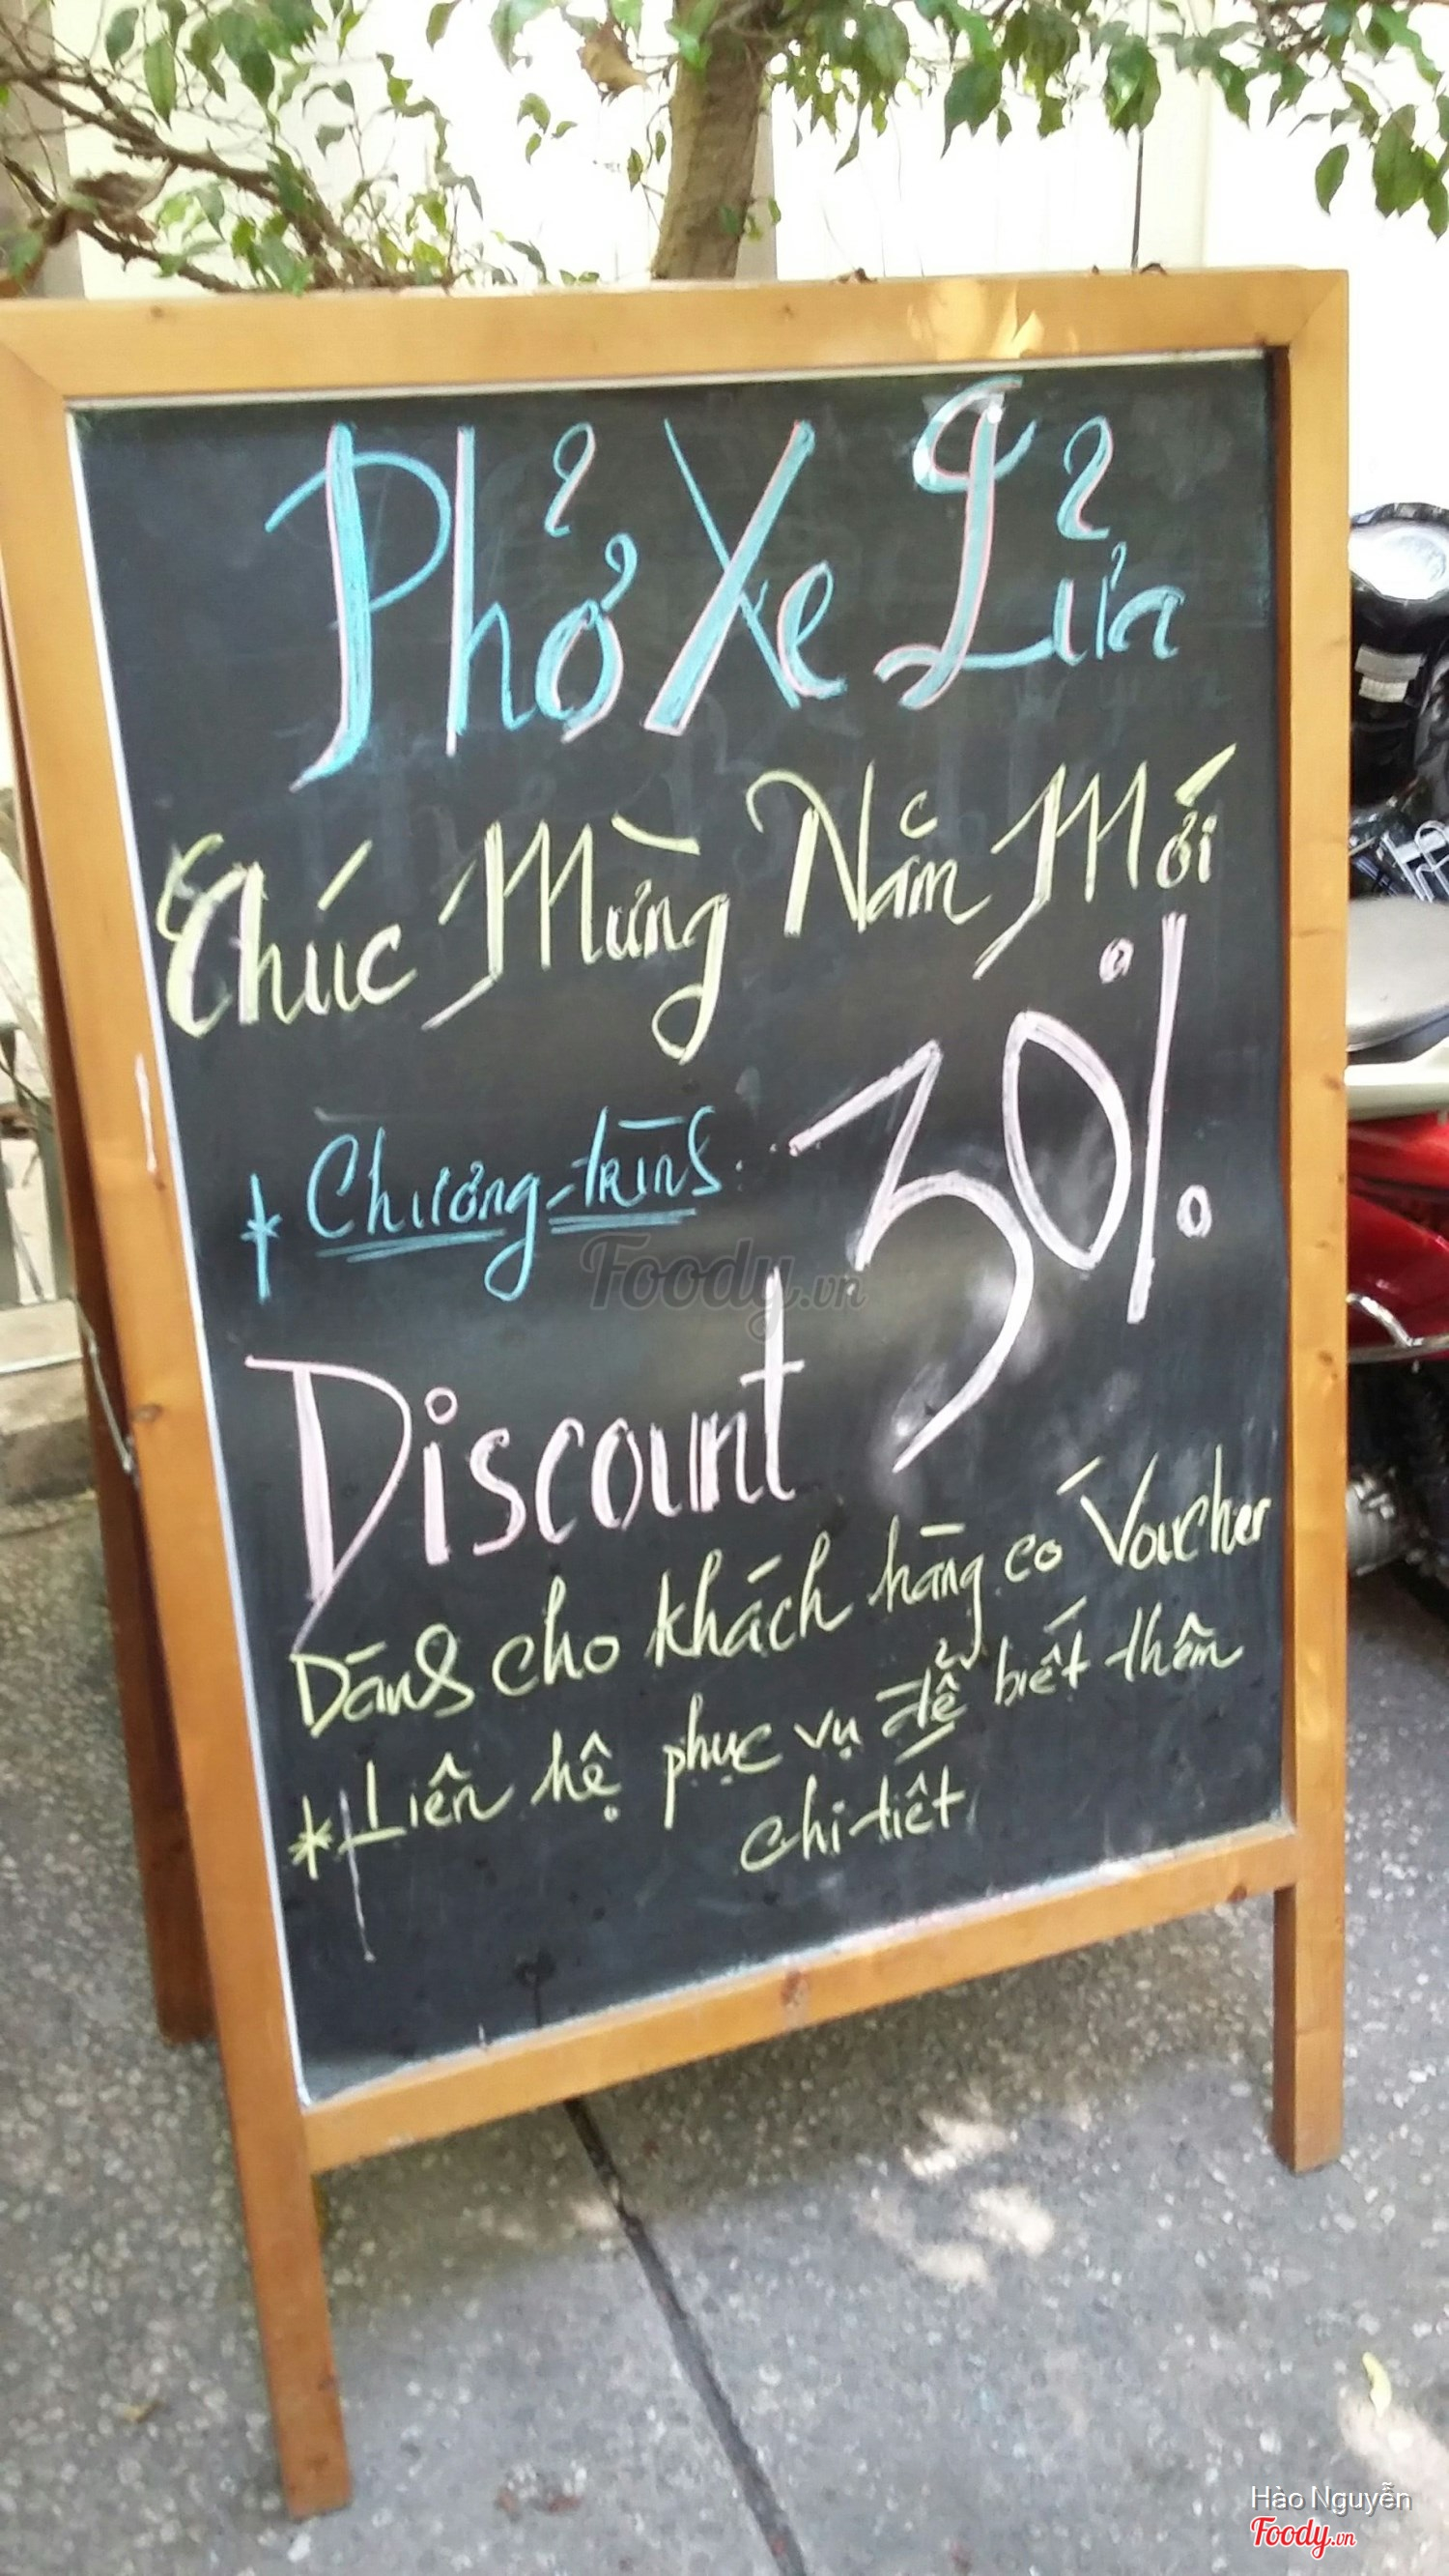 Phở Xe Lửa
Chúc Mừng Năm Mới
* Chương-trình...
Discount 30%
Dành cho khách hàng có Voucher
* Liên hệ phục vụ để biết thêm
chi tiết
Foody.vn
Hào Nguyễn
Foody.vn